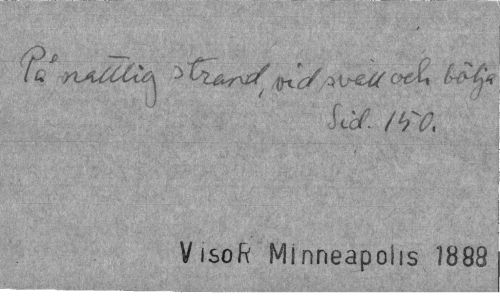 På nattlig strand, vid svall och bölja
Sid. 150.
VisoR Minneapolis 1888